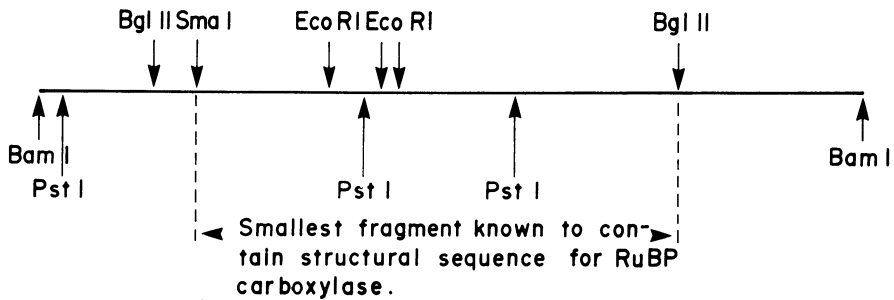 Bgl II Sma I Eco RI Eco RI Bgl II
Bam I Bam I
Pst I Pst I Pst I
Smallest fragment known to con-
tain structural sequence for RuBP
carboxylase.